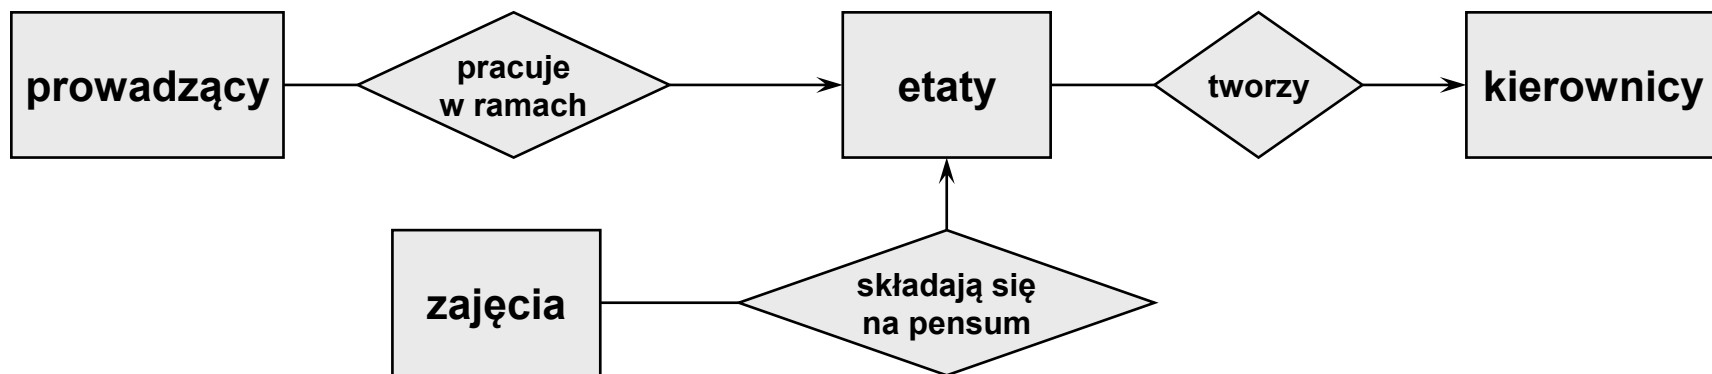 prowadzący
pracuje
w ramach
etaty
tworzy
kierownicy
zajęcia
składają się
na pensum